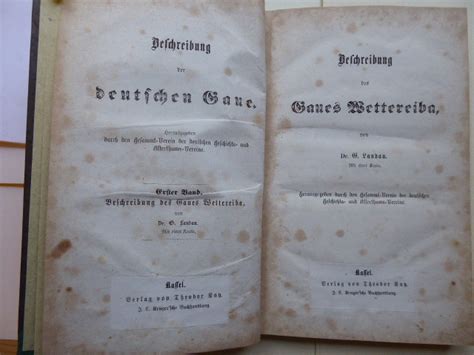 Beschreibung
der
deutschen Gaue.
Herausgegeben
durch den Gesammt-Verein der deutschen Geschichts- und
Alterthums-Vereine.
Erster Band.
Beschreibung des Gaues Wettereiba.
von
Dr. G. Landau.
Mit einer Karte.
Kassel.
Verlag von Theodor Kay.
J. C. Krieger'sche Buchhandlung.
Beschreibung
des
Gaues Wettereiba,
von
Dr. G. Landau.
Mit einer Karte.
Herausgegeben durch den Gesammt-Verein der deutschen
Geschichts- und Alterthums-Vereine.
Kassel.
Verlag von Theodor Kay.
J. C. Krieger'sche Buchhandlung.